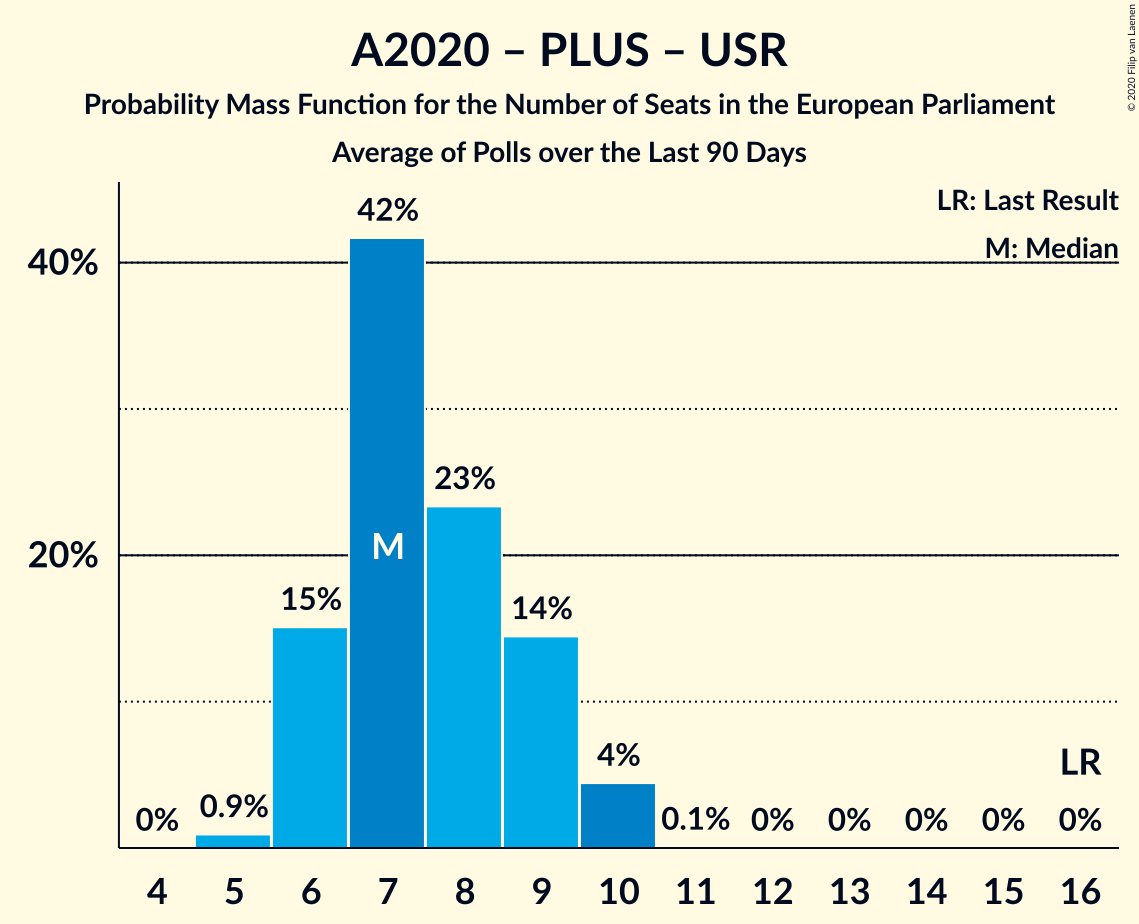 A2020 – PLUS – USR
Probability Mass Function for the Number of Seats in the European Parliament
Average of Polls over the Last 90 Days
© 2020 Filip van Laenen
LR: Last Result
M: Median
40%
20%
0%
0.9%
15%
42%
23%
14%
4%
0.1%
0%
0%
0%
0%
0%
M
LR
4 5 6 7 8 9 10 11 12 13 14 15 16